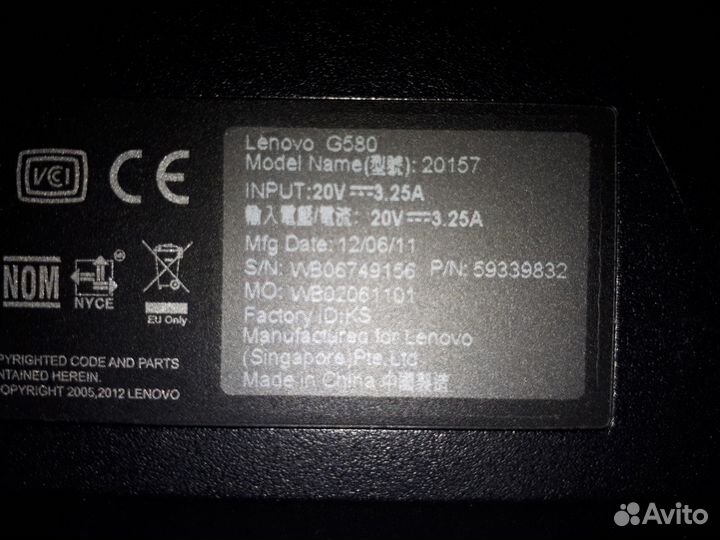 Lenovo G580
Model Name(型號): 20157
INPUT:20V⎓3.25A
輸入電壓/電流: 20V⎓3.25A
Mfg Date: 12/06/11
S/N: WB06749156 P/N: 59339832
MO: WB02061101
Factory ID:KS
Manufactured for Lenovo
(Singapore)Pte,Ltd.
Made in China 中國製造
VCI
CE
NOM
NYCE
EU Only
PYRIGHTED CODE AND PARTS
NTAINED HEREIN.
OPYRIGHT 2005,2012 LENOVO
Avito